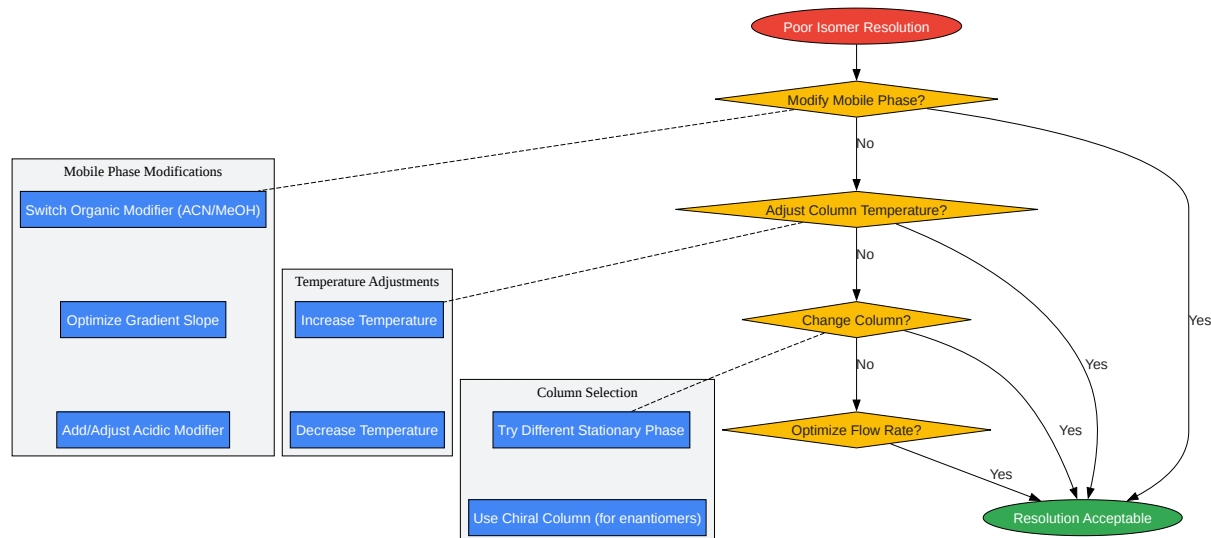 Poor Isomer Resolution
Modify Mobile Phase?
No
Mobile Phase Modifications
Switch Organic Modifier (ACN/MeOH)
Adjust Column Temperature?
No
Temperature Adjustments
Optimize Gradient Slope
Increase Temperature
Change Column?
Yes
Yes
No
Column Selection
Add/Adjust Acidic Modifier
Decrease Temperature
Try Different Stationary Phase
Optimize Flow Rate?
Yes
Yes
Use Chiral Column (for enantiomers)
Resolution Acceptable